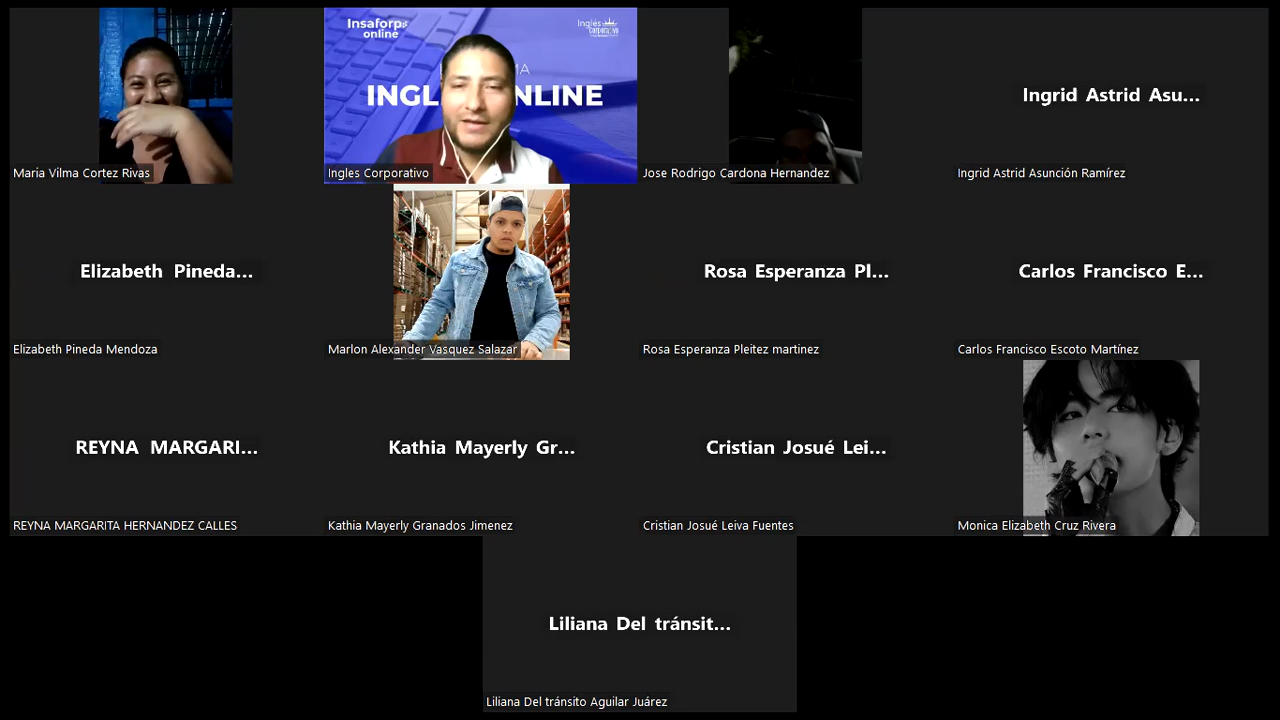 Insaforp
online
Inglés
corporativo
INGL NLINE
MA
María Vilma Cortez Rivas
Ingles Corporativo
Jose Rodrigo Cardona Hernandez
Ingrid Astrid Asu...
Ingrid Astrid Asunción Ramírez
Elizabeth Pineda...
Elizabeth Pineda Mendoza
Marlon Alexander Vasquez Salazar
Rosa Esperanza Pl...
Rosa Esperanza Pleitez martinez
Carlos Francisco E...
Carlos Francisco Escoto Martínez
REYNA MARGARI...
REYNA MARGARITA HERNANDEZ CALLES
Kathia Mayerly Gr...
Kathia Mayerly Granados Jimenez
Cristian Josué Lei...
Cristian Josué Leiva Fuentes
Monica Elizabeth Cruz Rivera
Liliana Del tránsit...
Liliana Del tránsito Aguilar Juárez